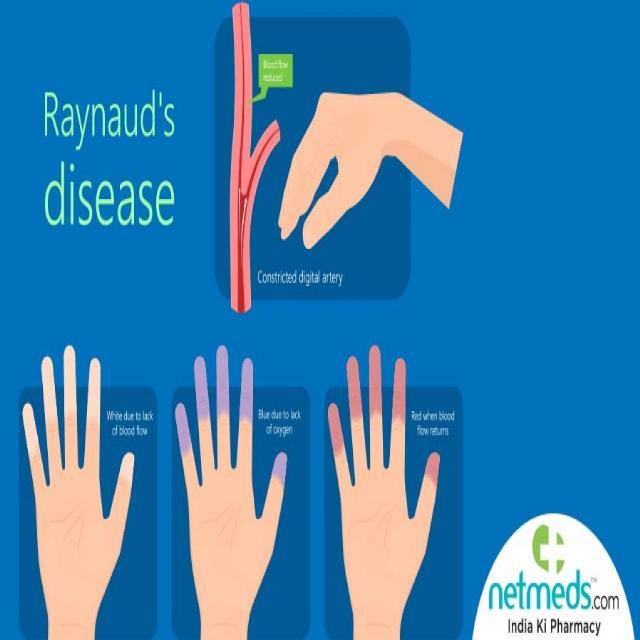 Raynaud's
disease
Blood flow
reduced
Constricted digital artery
White due to lack
of blood flow
Blue due to lack
of oxygen
Red when blood
flow returns
netmeds.com™
India Ki Pharmacy